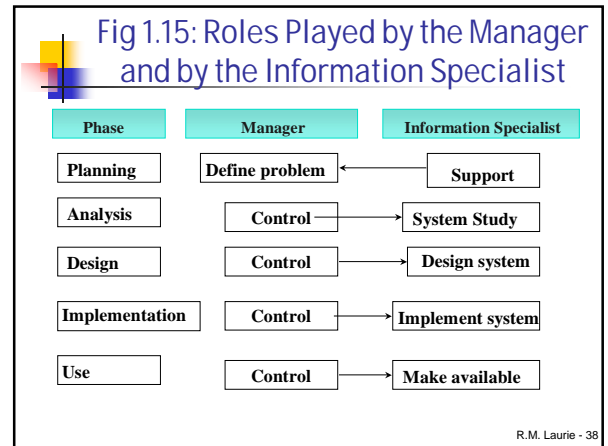 Fig 1.15: Roles Played by the Manager
and by the Information Specialist
Phase Manager Information Specialist
Planning Define problem Support
Analysis Control System Study
Design Control Design system
Implementation Control Implement system
Use Control Make available
R.M. Laurie - 38